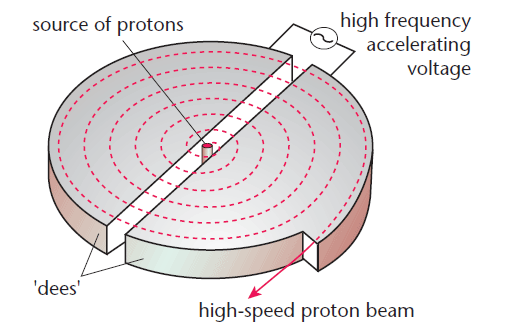 source of protons
high frequency
accelerating
voltage
'dees'
high-speed proton beam